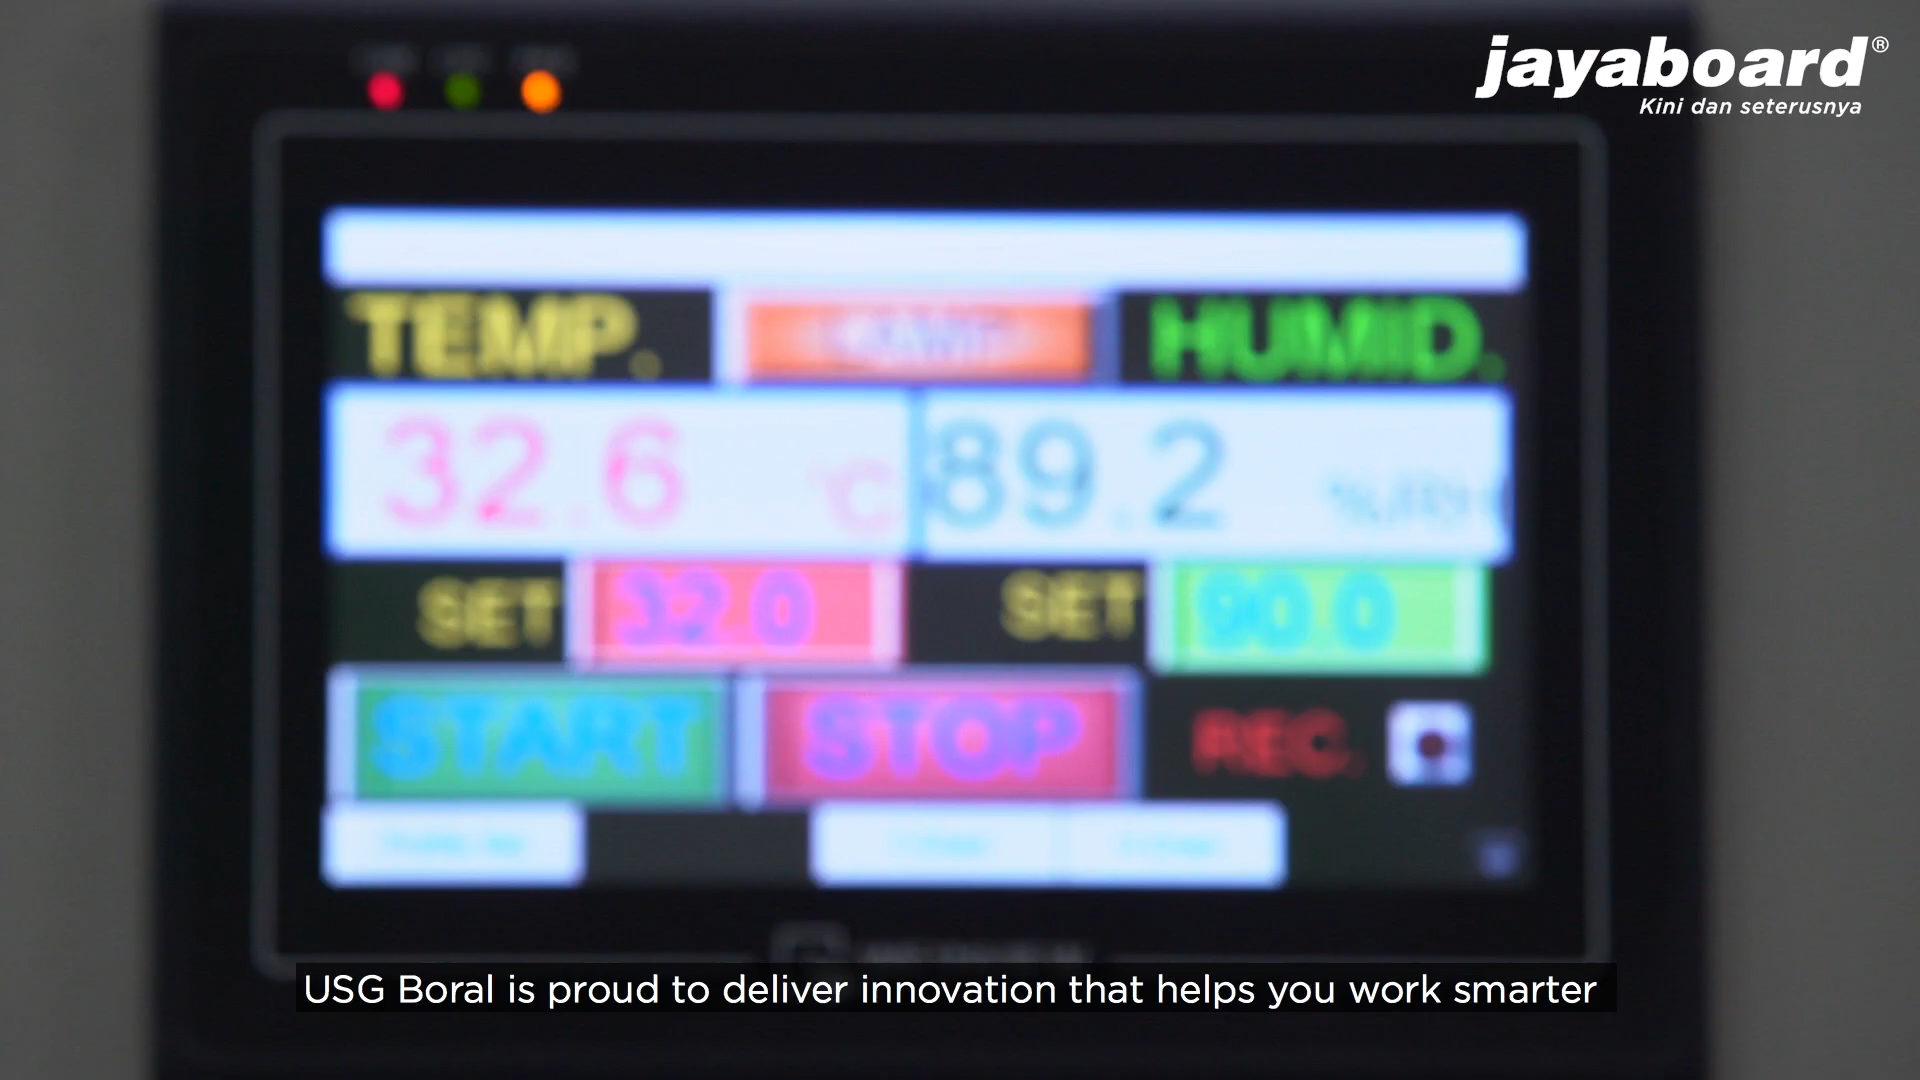 jayaboard®
Kini dan seterusnya
TEMP. HUMID.
32.6 °C 89.2 %RH
SET 32.0 SET 90.0
START STOP REC.
USG Boral is proud to deliver innovation that helps you work smarter